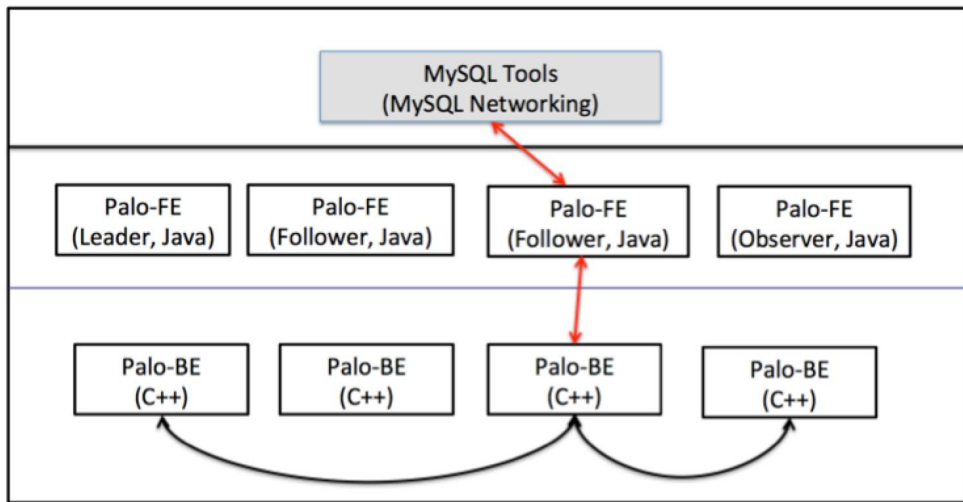 MySQL Tools
(MySQL Networking)
Palo-FE
(Leader, Java)
Palo-FE
(Follower, Java)
Palo-FE
(Follower, Java)
Palo-FE
(Observer, Java)
Palo-BE
(C++)
Palo-BE
(C++)
Palo-BE
(C++)
Palo-BE
(C++)